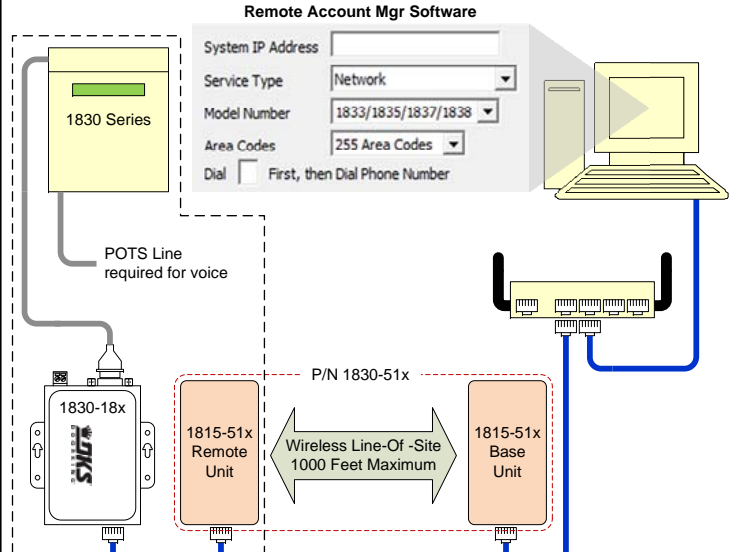 Remote Account Mgr Software
System IP Address
Service Type
Network
Model Number
1833/1835/1837/1838
Area Codes
255 Area Codes
Dial First, then Dial Phone Number
1830 Series
POTS Line
required for voice
P/N 1830-51x
1830-18x
DKS
DOORKING
1815-51x
Remote
Unit
Wireless Line-Of -Site
1000 Feet Maximum
1815-51x
Base
Unit